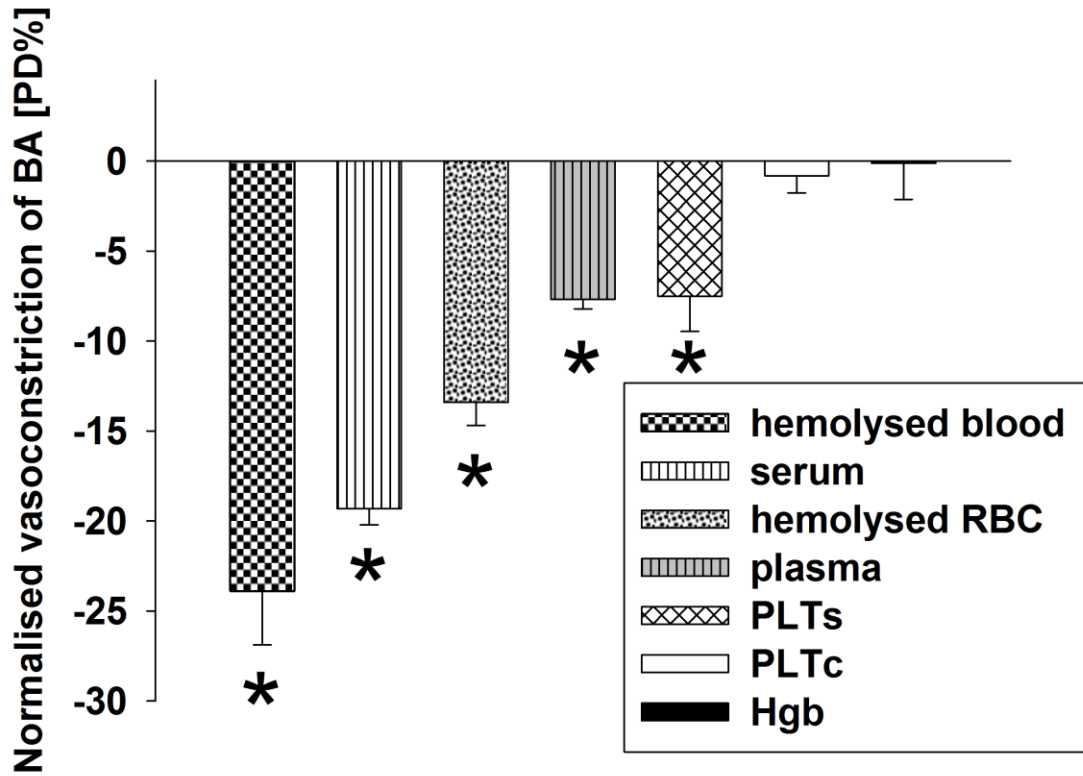 Normalised vasoconstriction of BA [PD%]
0
-5
-10
-15
-20
-25
-30
*
*
*
*
*
hemolysed blood
serum
hemolysed RBC
plasma
PLTs
PLTc
Hgb